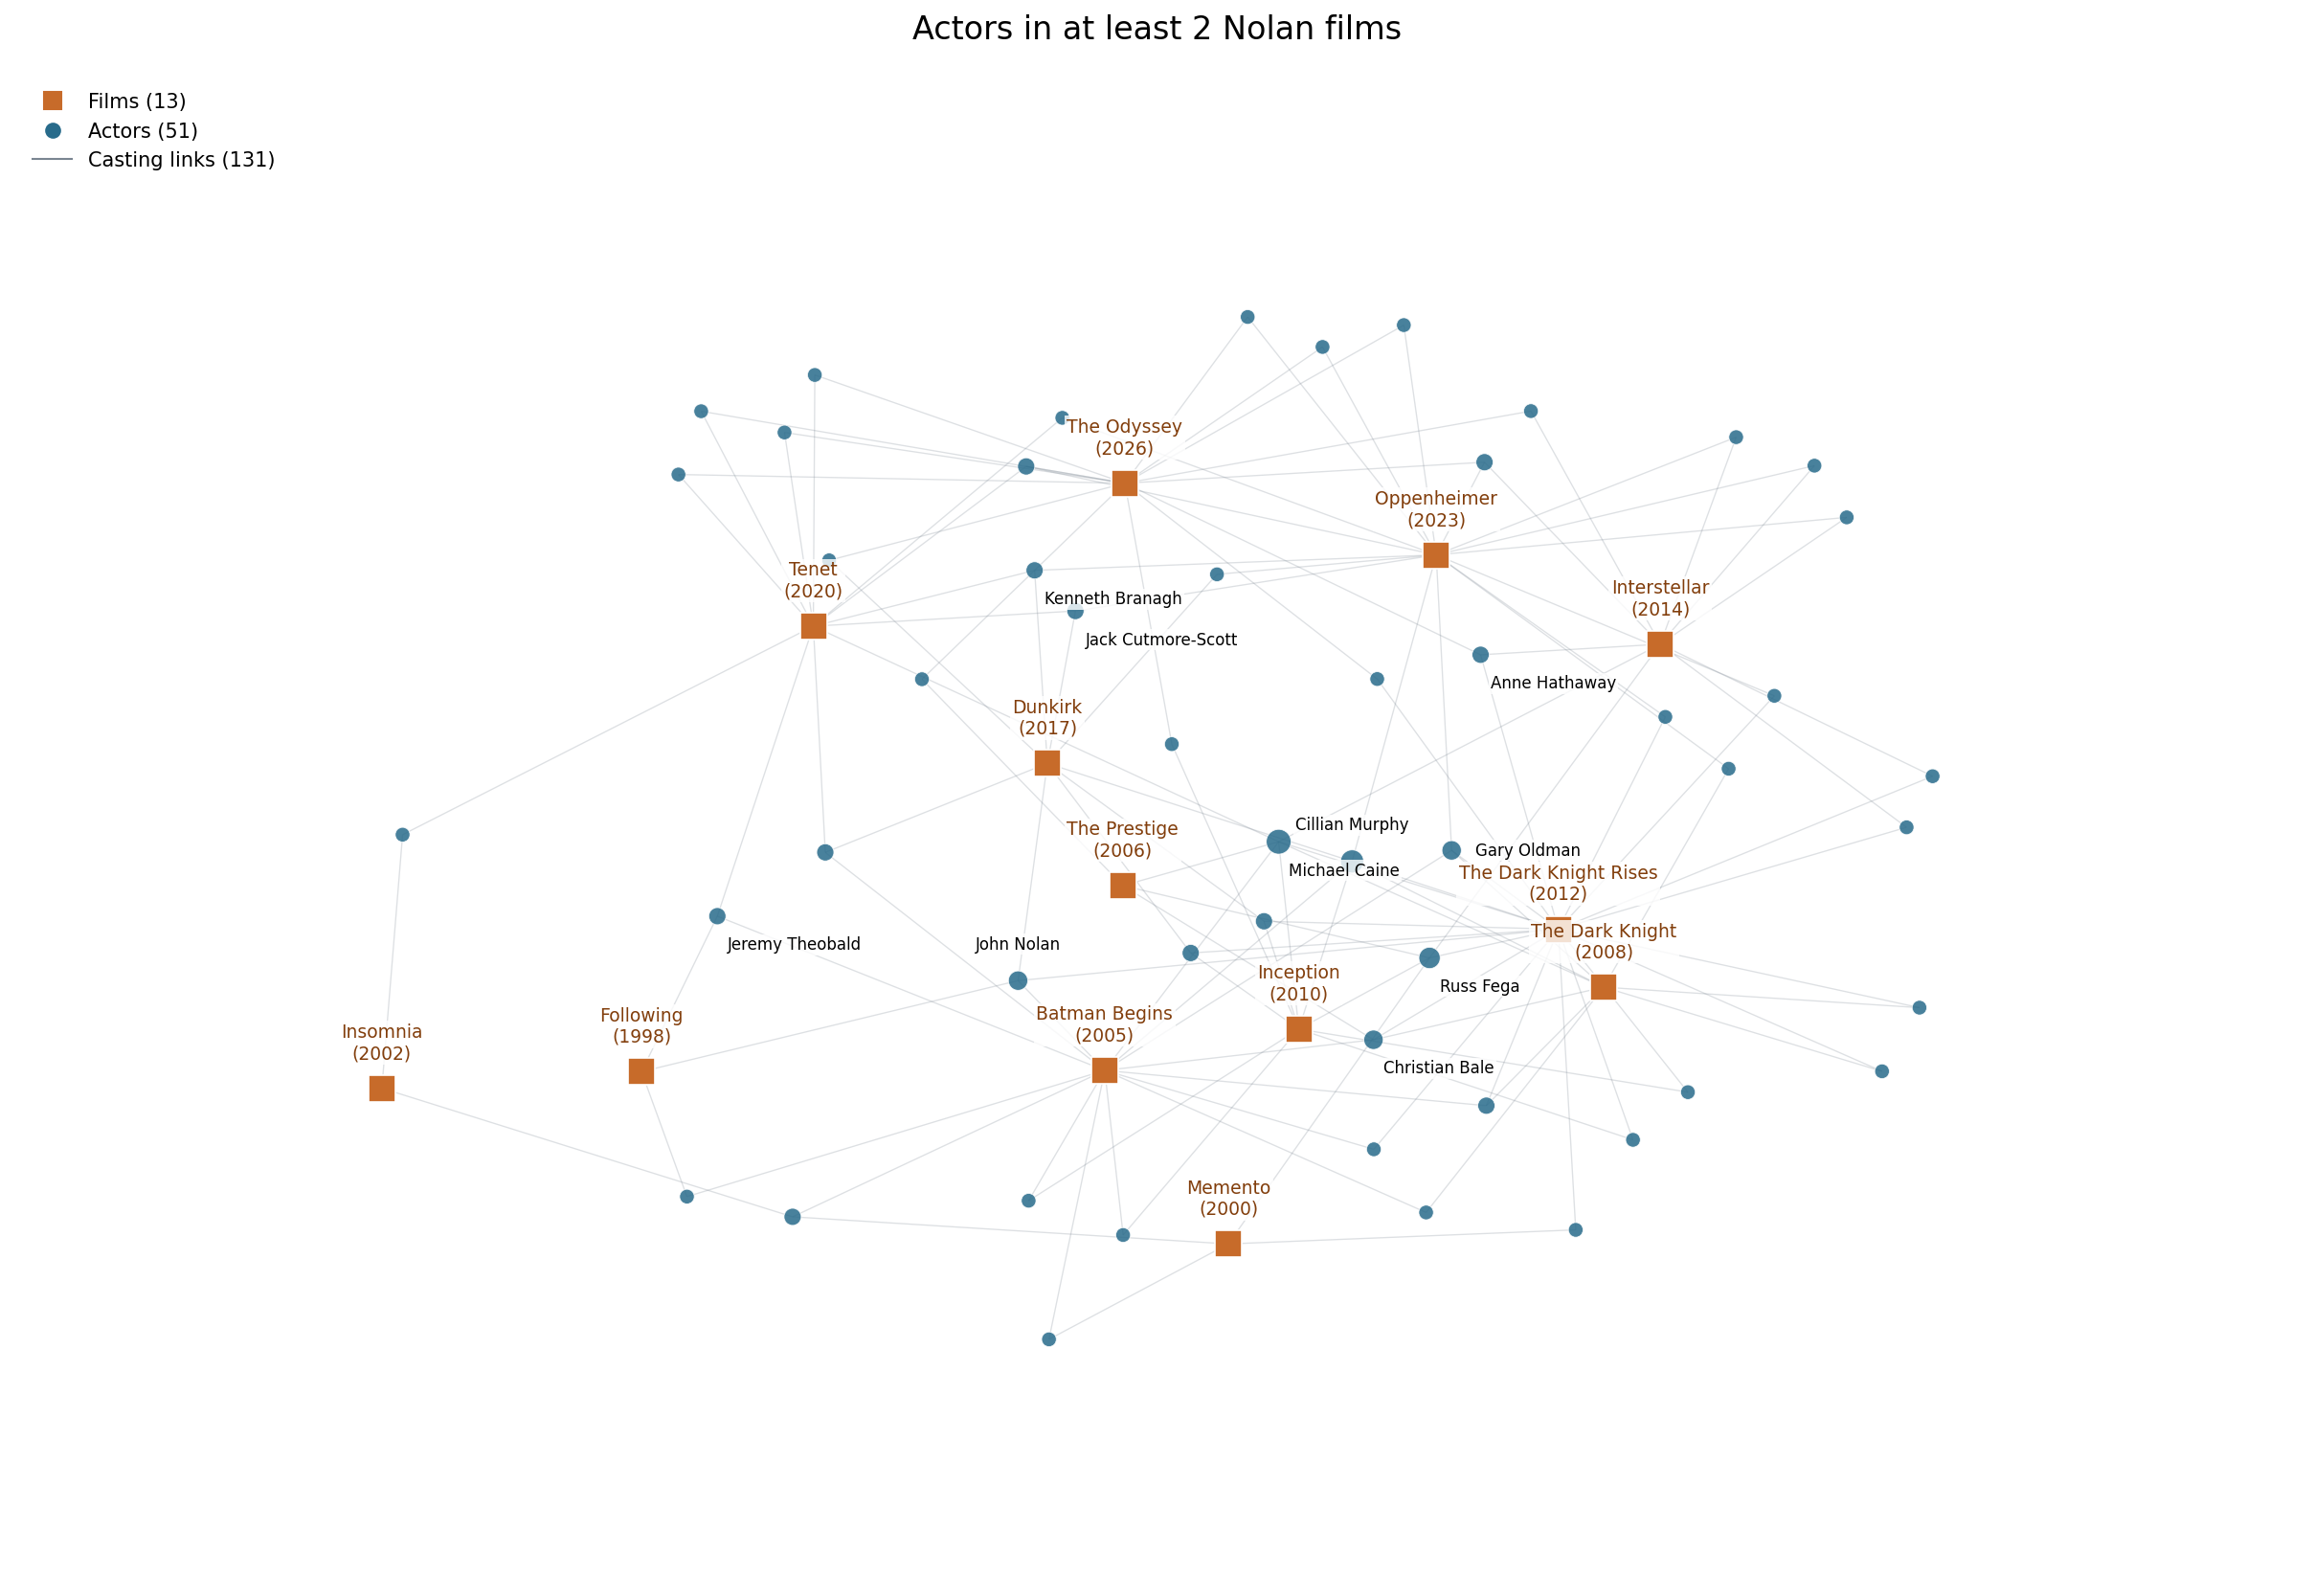 Actors in at least 2 Nolan films
Films (13)
Actors (51)
Casting links (131)
The Odyssey
(2026)
Oppenheimer
(2023)
Tenet
(2020)
Interstellar
(2014)
Kenneth Branagh
Jack Cutmore-Scott
Anne Hathaway
Dunkirk
(2017)
Cillian Murphy
The Prestige
(2006)
Gary Oldman
Michael Caine
The Dark Knight Rises
(2012)
Jeremy Theobald
John Nolan
The Dark Knight
(2008)
Inception
(2010)
Russ Fega
Batman Begins
(2005)
Following
(1998)
Insomnia
(2002)
Christian Bale
Memento
(2000)